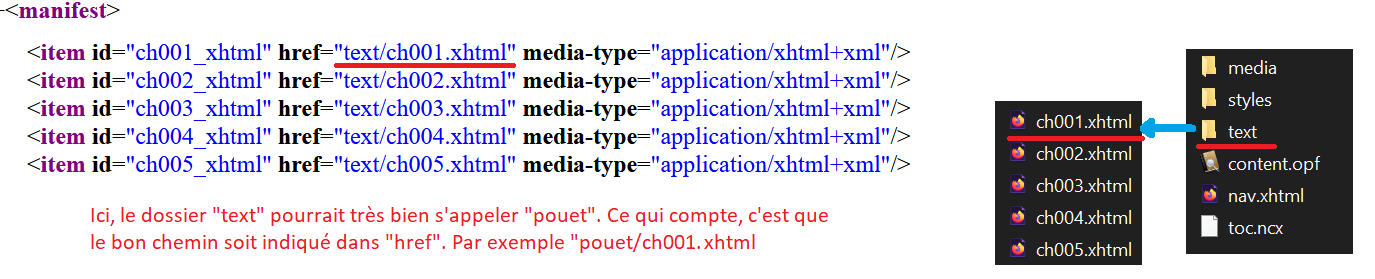 <manifest>
<item id="ch001_xhtml" href="text/ch001.xhtml" media-type="application/xhtml+xml"/>
<item id="ch002_xhtml" href="text/ch002.xhtml" media-type="application/xhtml+xml"/>
<item id="ch003_xhtml" href="text/ch003.xhtml" media-type="application/xhtml+xml"/>
<item id="ch004_xhtml" href="text/ch004.xhtml" media-type="application/xhtml+xml"/>
<item id="ch005_xhtml" href="text/ch005.xhtml" media-type="application/xhtml+xml"/>
Ici, le dossier "text" pourrait très bien s'appeler "pouet". Ce qui compte, c'est que
le bon chemin soit indiqué dans "href". Par exemple "pouet/ch001.xhtml
ch001.xhtml
ch002.xhtml
ch003.xhtml
ch004.xhtml
ch005.xhtml
media
styles
text
content.opf
nav.xhtml
toc.ncx